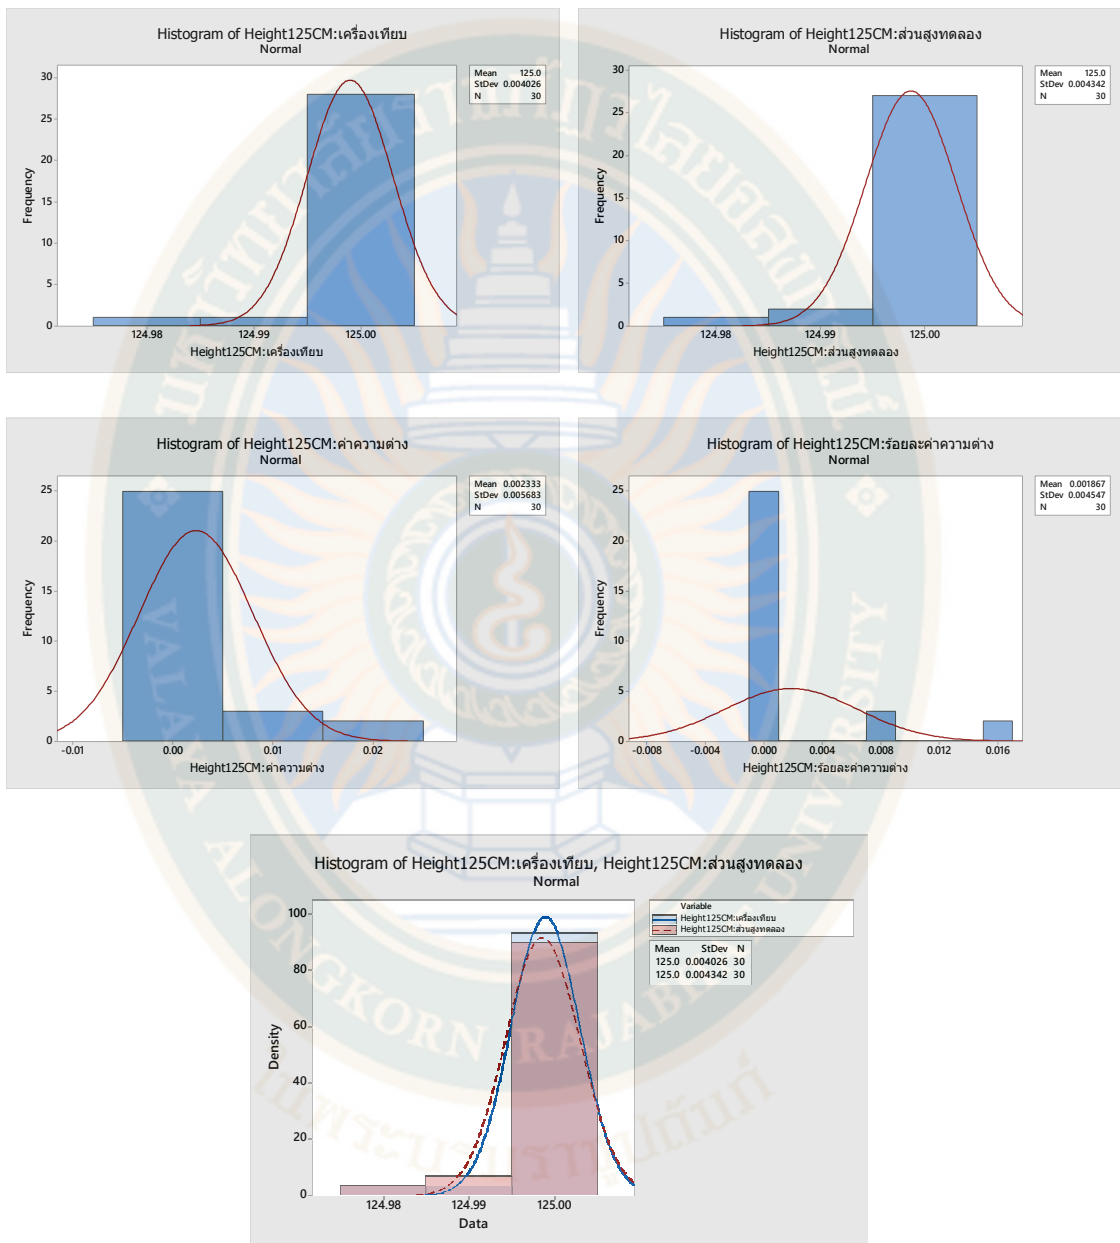 Histogram of Height125CM:เครื่องเทียบ
Normal
Mean 125.0
StDev 0.004026
N 30
Frequency
30
25
20
15
10
5
0
124.98 124.99 125.00
Height125CM:เครื่องเทียบ
Histogram of Height125CM:ส่วนสูงทดลอง
Normal
Mean 125.0
StDev 0.004342
N 30
Frequency
30
25
20
15
10
5
0
124.98 124.99 125.00
Height125CM:ส่วนสูงทดลอง
Histogram of Height125CM:ค่าความต่าง
Normal
Mean 0.002333
StDev 0.005683
N 30
Frequency
25
20
15
10
5
0
-0.01 0.00 0.01 0.02
Height125CM:ค่าความต่าง
Histogram of Height125CM:ร้อยละค่าความต่าง
Normal
Mean 0.001867
StDev 0.004547
N 30
Frequency
25
20
15
10
5
0
-0.008 -0.004 0.000 0.004 0.008 0.012 0.016
Height125CM:ร้อยละค่าความต่าง
Histogram of Height125CM:เครื่องเทียบ, Height125CM:ส่วนสูงทดลอง
Normal
Variable
Height125CM:เครื่องเทียบ
Height125CM:ส่วนสูงทดลอง
Mean StDev N
125.0 0.004026 30
125.0 0.004342 30
Density
100
80
60
40
20
0
124.98 124.99 125.00
Data
VALAYA ALONGKORN RAJABHAT UNIVERSITY